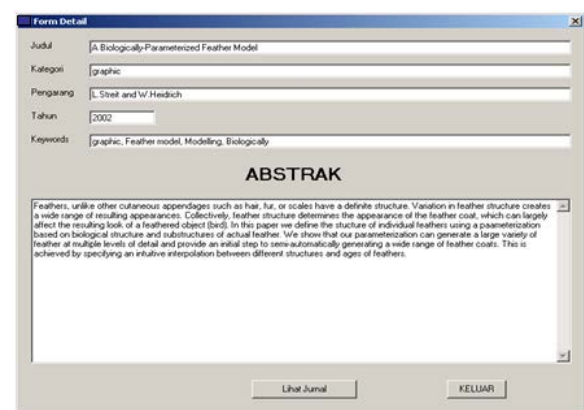 Form Detail
Judul A Biologically-Parameterized Feather Model
Kategori graphic
Pengarang L.Streit and W.Heidrich
Tahun 2002
Keywords graphic, Feather model, Modelling, Biologically
ABSTRAK
Feathers, unlike other cutaneous appendages such as hair, fur, or scales have a definite structure. Variation in feather structure creates
a wide range of resulting appearances. Collectively, feather structure determines the appearance of the feather coat, which can largely
affect the resulting look of a feathered object (bird). In this paper we define the stucture of individual feathers using a paameterization
based on biological structure and substructures of actual feather. We show that our parameterization can generate a large variety of
feather at multiple levels of detail and provide an initial step to semi-automatically generating a wide range of feather coats. This is
achieved by specifying an intuitive interpolation between different structures and ages of feathers.
Lihat Jurnal KELUAR